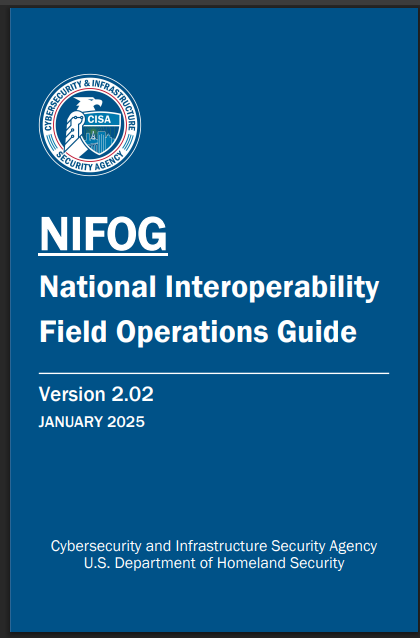 CYBERSECURITY & INFRASTRUCTURE
CISA
SECURITY AGENCY
NIFOG
National Interoperability
Field Operations Guide
Version 2.02
JANUARY 2025
Cybersecurity and Infrastructure Security Agency
U.S. Department of Homeland Security